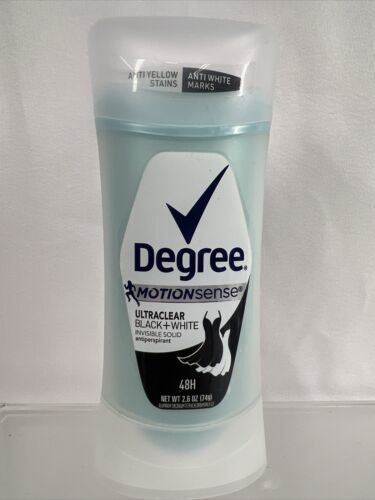 ANTI YELLOW STAINS
ANTI WHITE MARKS
Degree®
MOTIONsense®
ULTRACLEAR
BLACK+WHITE
INVISIBLE SOLID
antiperspirant
48H
NET WT 2.6 OZ (74g)